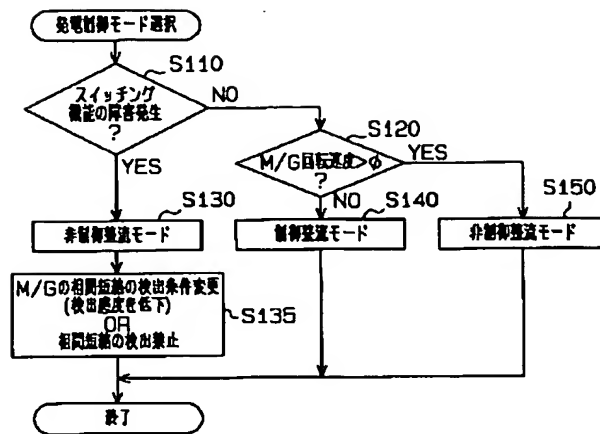 発電制御モード選択
S110
スイッチング
機能の障害発生
?
NO
YES
S120
M/G回転速度>φ
?
YES
NO
S130
非制御整流モード
S140
制御整流モード
S150
非制御整流モード
M/Gの相間短絡の検出条件変更
(検出感度を低下)
OR
相間短絡の検出禁止
S135
終了